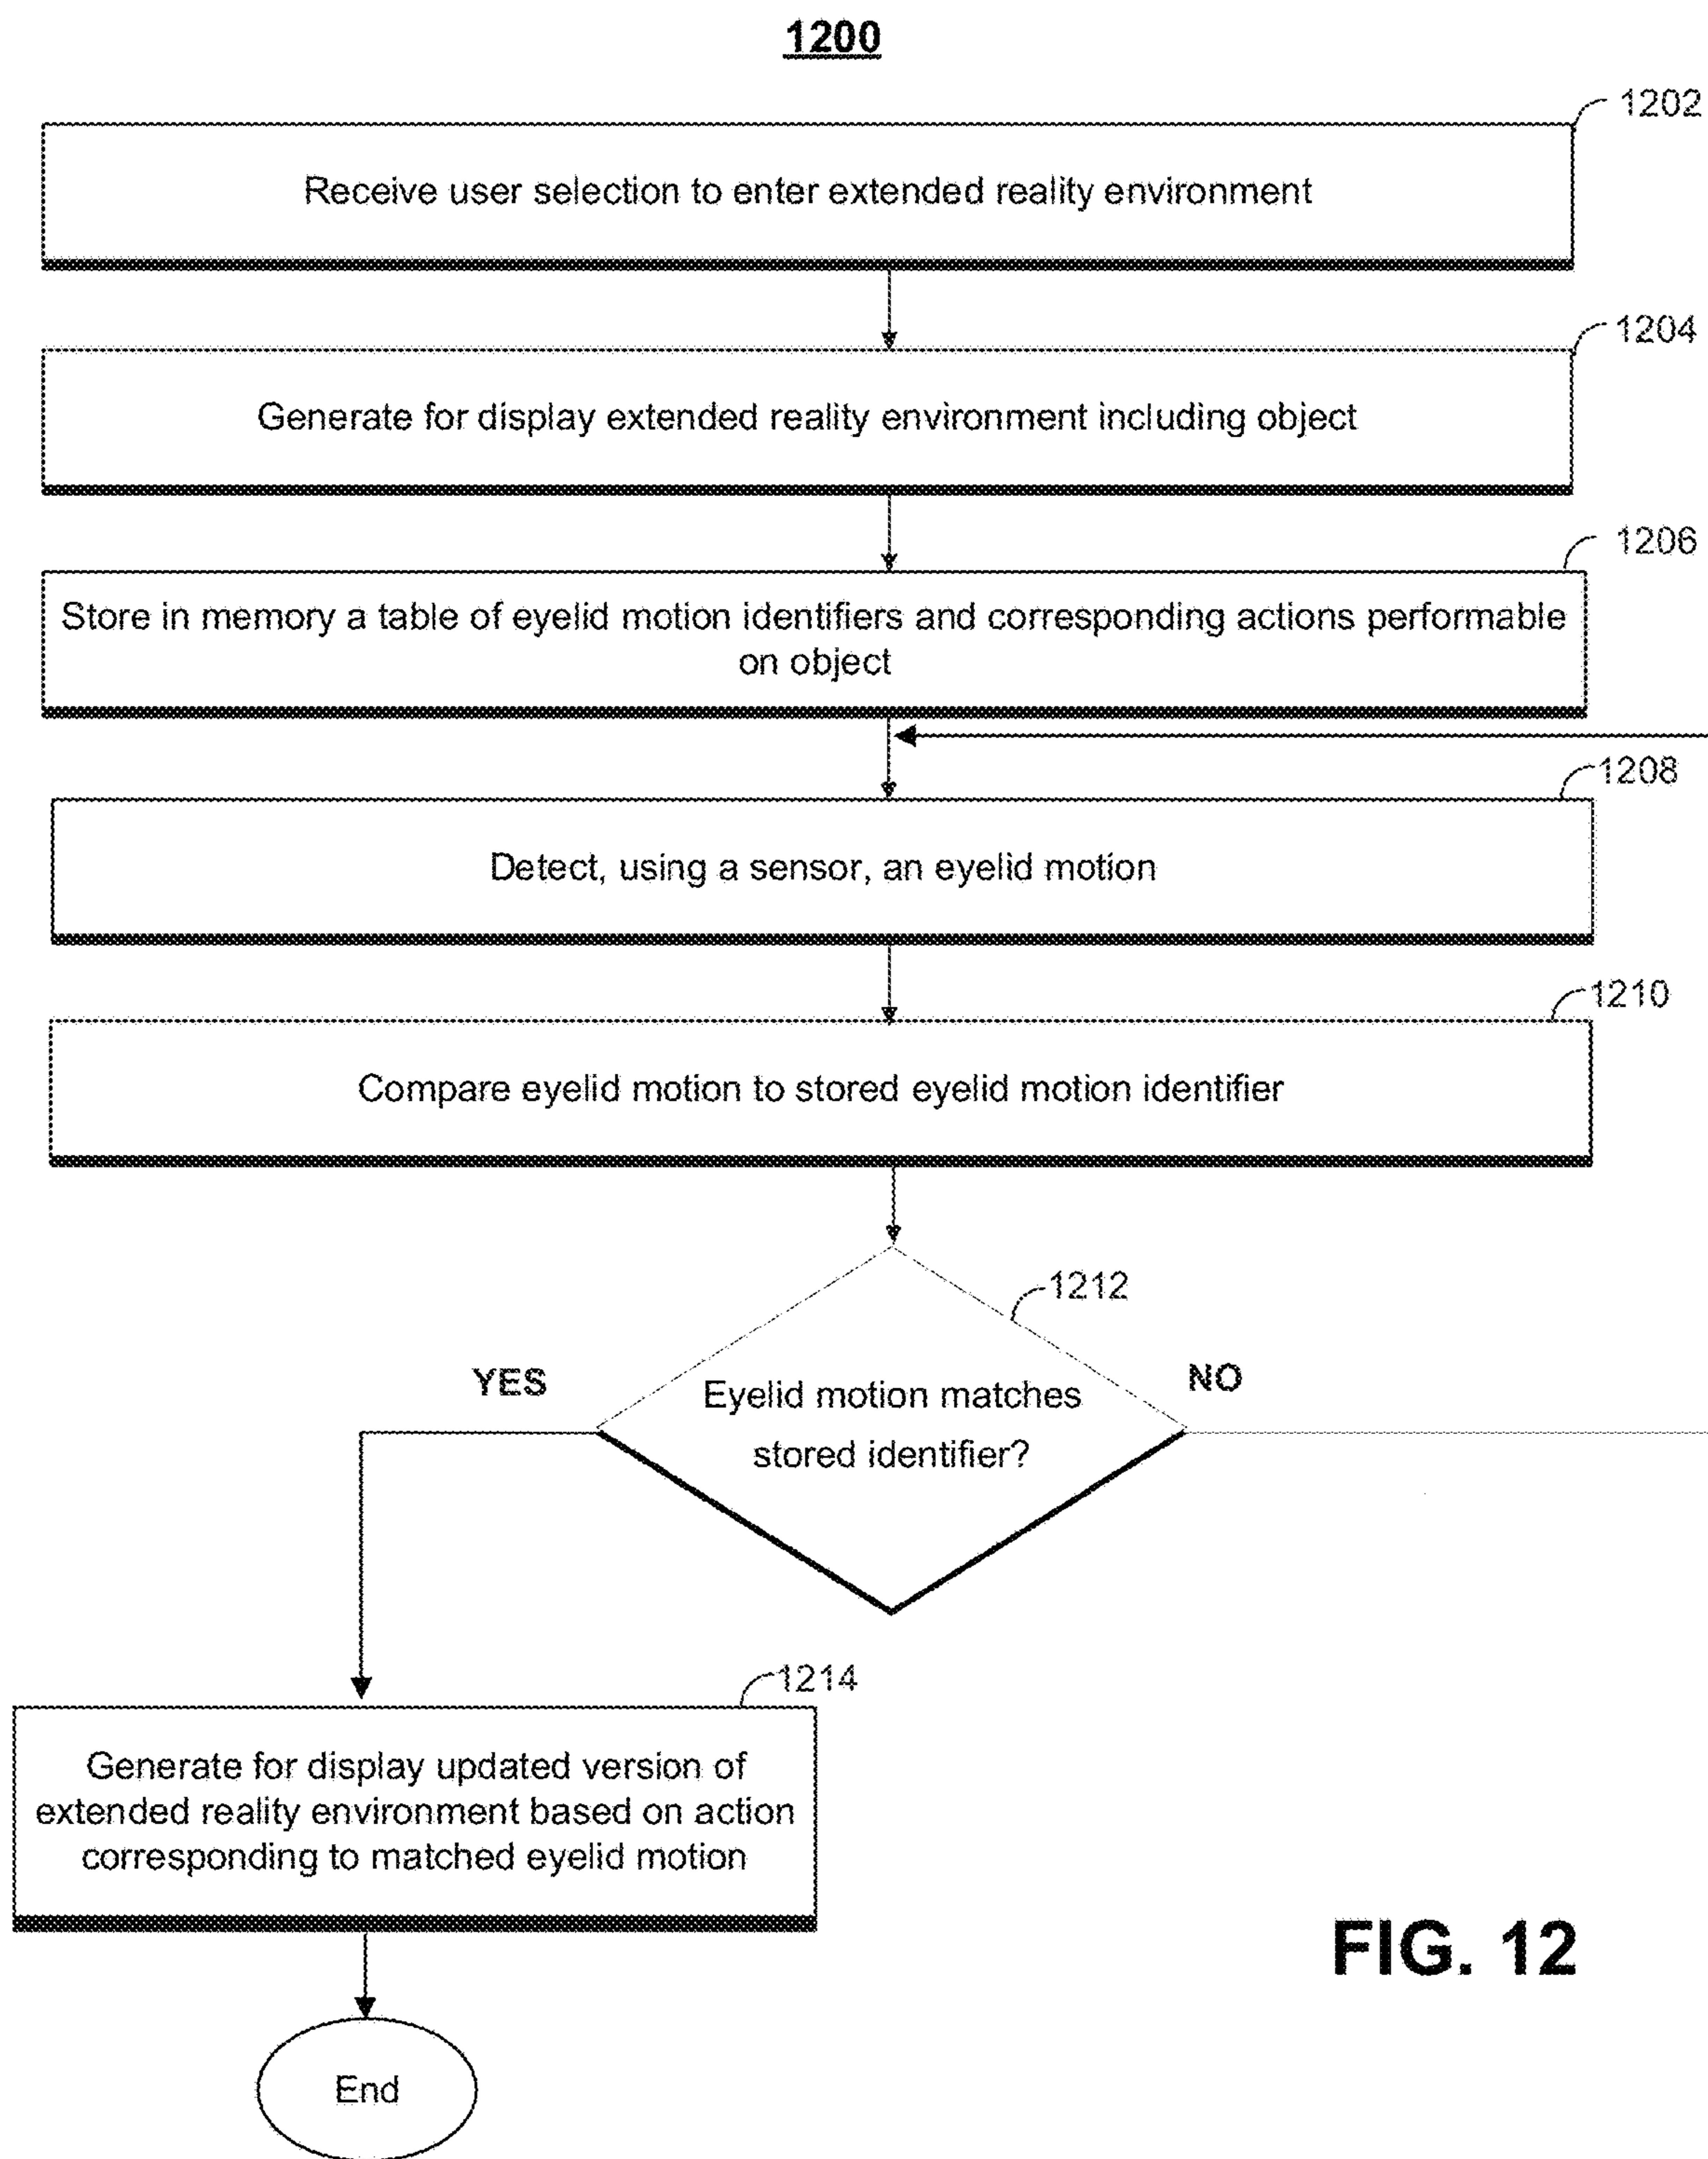 1200
1202
Receive user selection to enter extended reality environment
1204
Generate for display extended reality environment including object
1206
Store in memory a table of eyelid motion identifiers and corresponding actions performable
on object
1208
Detect, using a sensor, an eyelid motion
1210
Compare eyelid motion to stored eyelid motion identifier
1212
YES
NO
Eyelid motion matches
stored identifier?
1214
Generate for display updated version of
extended reality environment based on action
corresponding to matched eyelid motion
FIG. 12
End